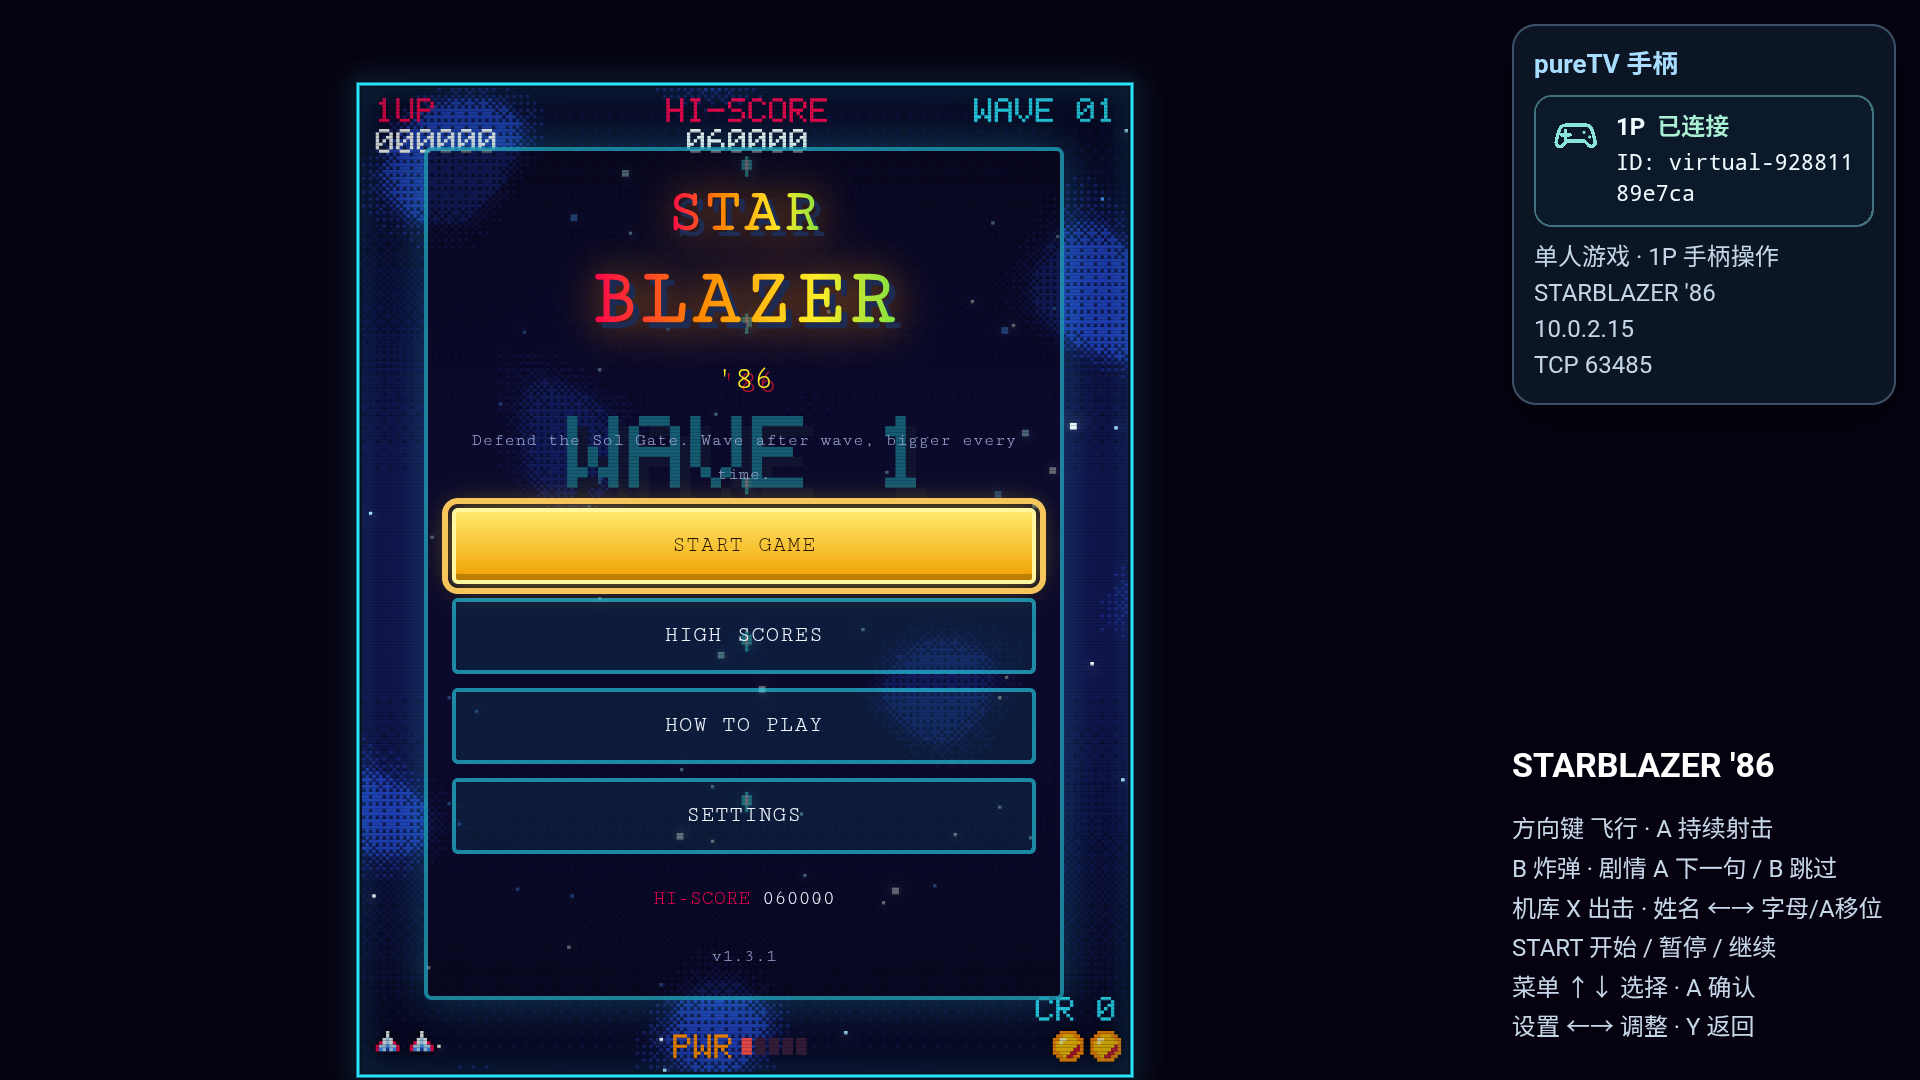 1UP
HI-SCORE
WAVE 01
000000
060000
STAR
BLAZER
'86
WAVE 1
Defend the Sol Gate. Wave after wave, bigger every
time.
START GAME
HIGH SCORES
HOW TO PLAY
SETTINGS
HI-SCORE 060000
v1.3.1
CR 0
PWR
pureTV 手柄
1P 已连接
ID: virtual-928811
89e7ca
单人游戏 · 1P 手柄操作
STARBLAZER '86
10.0.2.15
TCP 63485
STARBLAZER '86
方向键 飞行 · A 持续射击
B 炸弹 · 剧情 A 下一句 / B 跳过
机库 X 出击 · 姓名 ←→ 字母/A移位
START 开始 / 暂停 / 继续
菜单 ↑↓ 选择 · A 确认
设置 ←→ 调整 · Y 返回